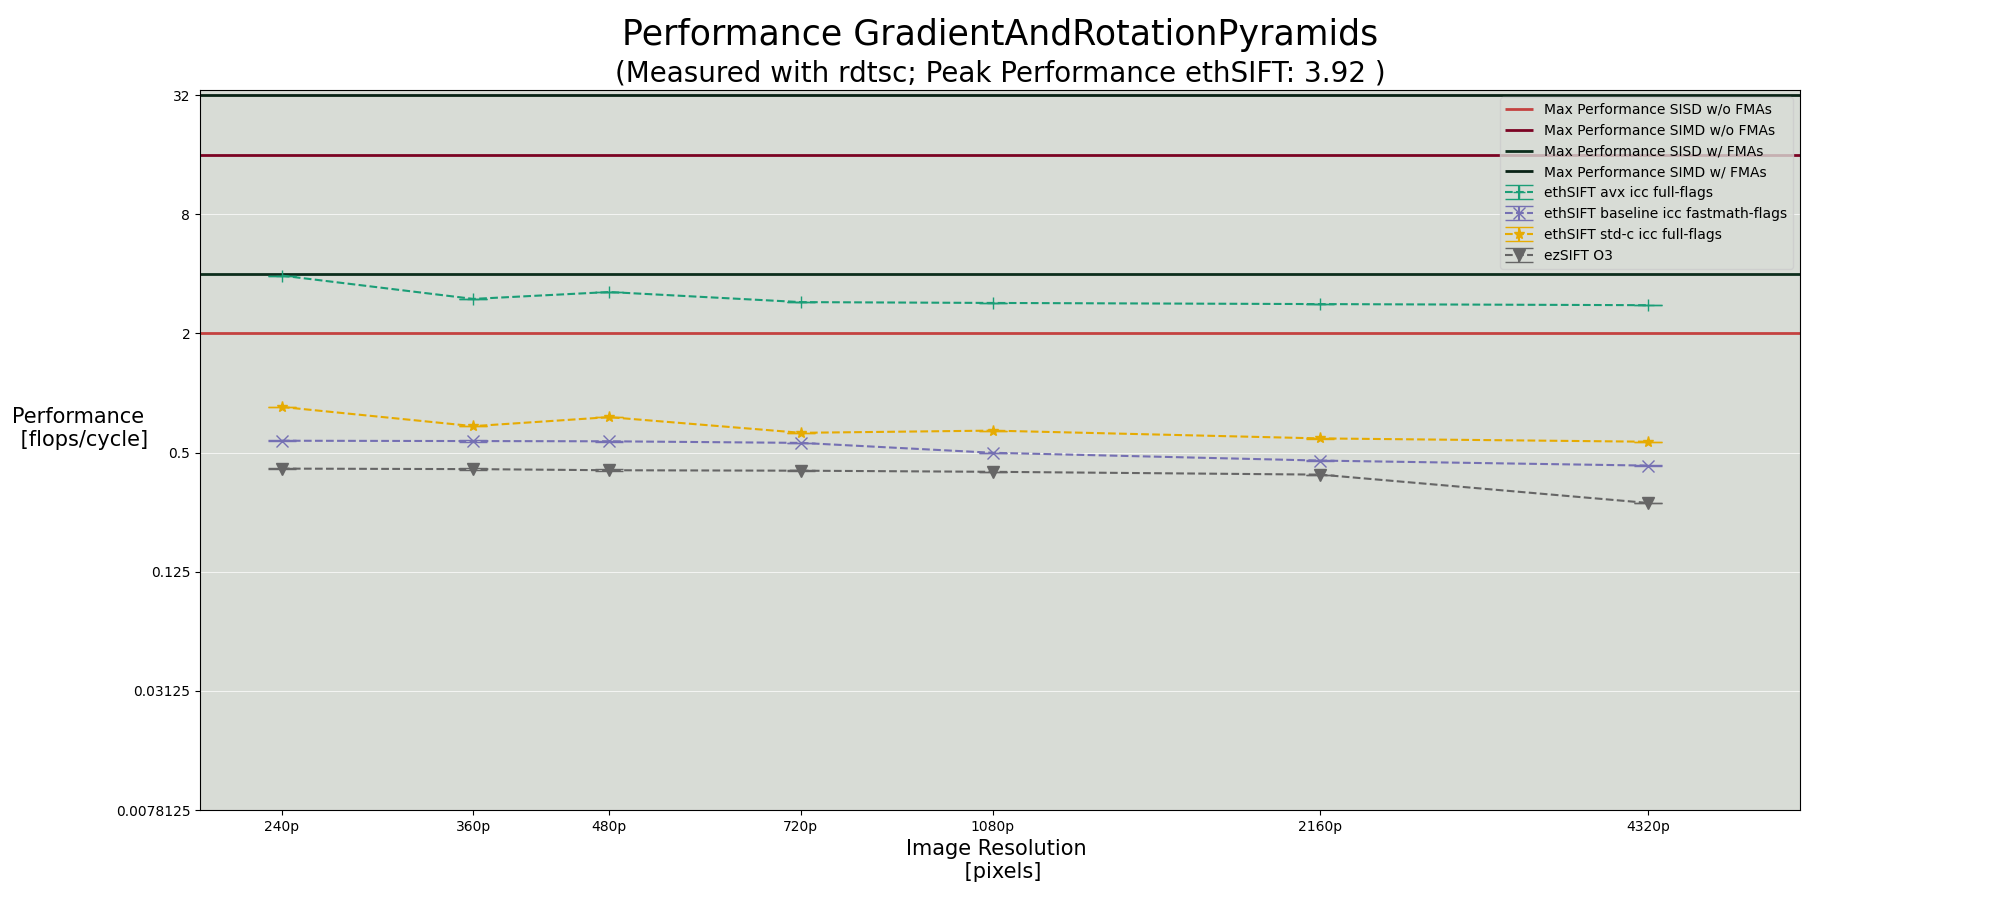 Performance GradientAndRotationPyramids
(Measured with rdtsc; Peak Performance ethSIFT: 3.92 )
32
8
2
0.5
0.125
0.03125
0.0078125
Performance
[flops/cycle]
Max Performance SISD w/o FMAs
Max Performance SIMD w/o FMAs
Max Performance SISD w/ FMAs
Max Performance SIMD w/ FMAs
ethSIFT avx icc full-flags
ethSIFT baseline icc fastmath-flags
ethSIFT std-c icc full-flags
ezSIFT O3
240p 360p 480p 720p 1080p 2160p 4320p
Image Resolution
[pixels]